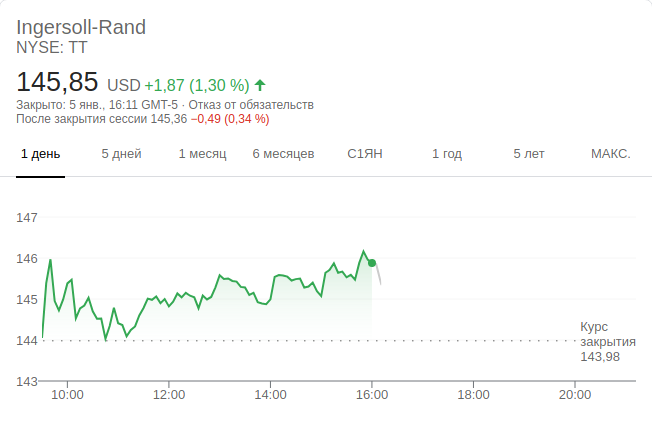 Ingersoll-Rand
NYSE: TT
145,85 USD +1,87 (1,30 %)
Закрыто: 5 янв., 16:11 GMT-5 · Отказ от обязательств
После закрытия сессии 145,36 −0,49 (0,34 %)
1 день 5 дней 1 месяц 6 месяцев С1ЯН 1 год 5 лет МАКС.
147
146
145
144
143
Курс
закрытия
143,98
10:00 12:00 14:00 16:00 18:00 20:00